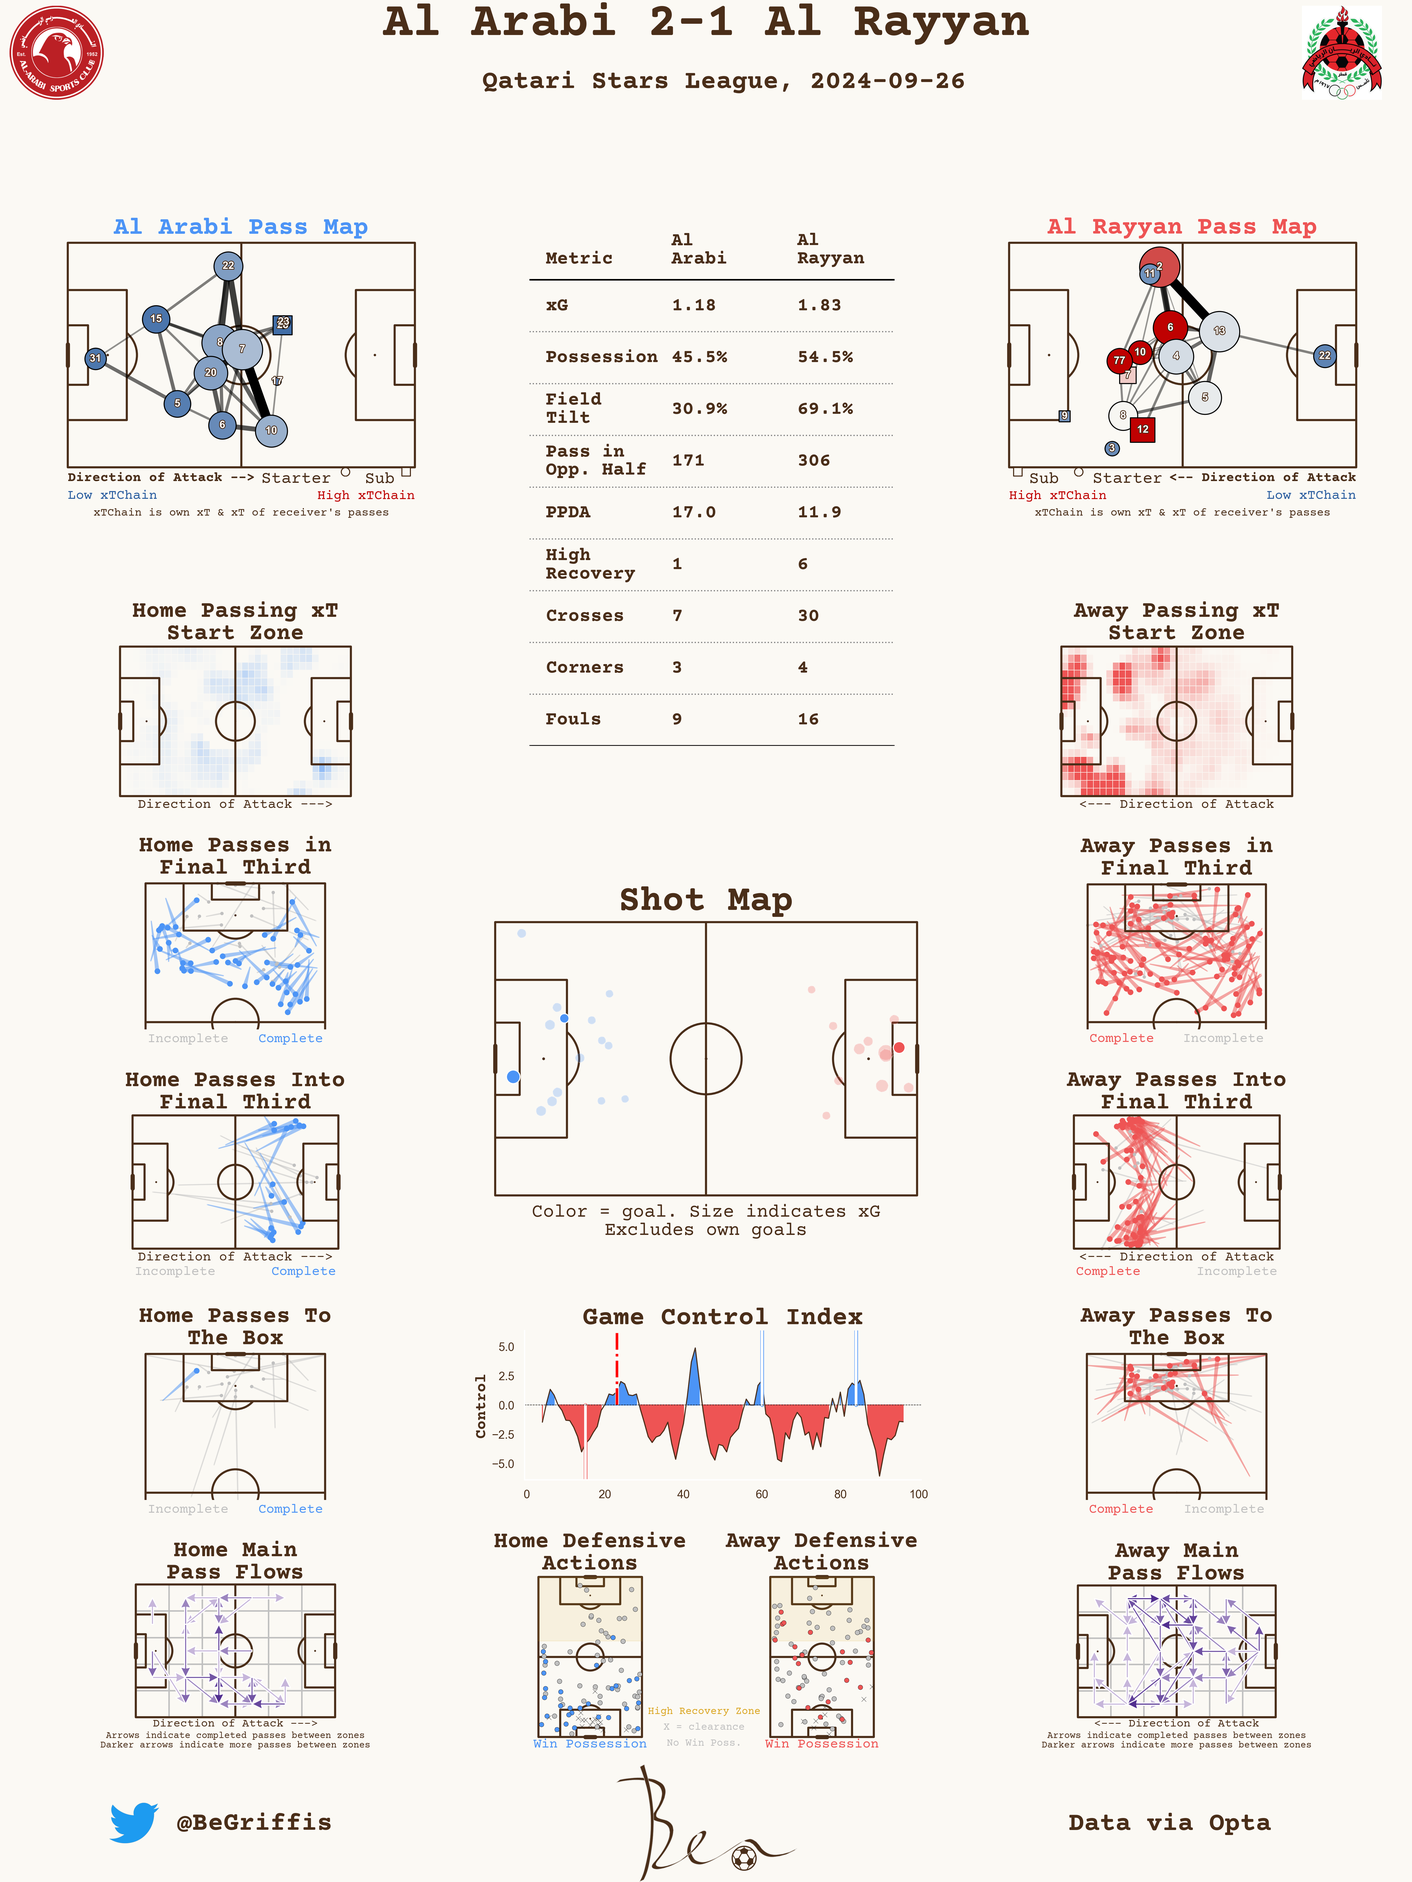 Al Arabi 2-1 Al Rayyan
Qatari Stars League, 2024-09-26
Est. 1952
AL-ARABI SPORTS CLUB
Al Arabi Pass Map
22
15
8
7
23
31
20
17
5
6
10
Direction of Attack --> Starter Sub
Low xTChain High xTChain
xTChain is own xT & xT of receiver's passes
Metric Al Arabi Al Rayyan
xG 1.18 1.83
Possession 45.5% 54.5%
Field Tilt 30.9% 69.1%
Pass in Opp. Half 171 306
PPDA 17.0 11.9
High Recovery 1 6
Crosses 7 30
Corners 3 4
Fouls 9 16
Al Rayyan Pass Map
2
11
6
13
10
77
4
22
7
5
9
8
12
3
Sub Starter <-- Direction of Attack
High xTChain Low xTChain
xTChain is own xT & xT of receiver's passes
Home Passing xT
Start Zone
Direction of Attack --->
Away Passing xT
Start Zone
<--- Direction of Attack
Home Passes in
Final Third
Incomplete Complete
Away Passes in
Final Third
Complete Incomplete
Shot Map
Color = goal. Size indicates xG
Excludes own goals
Home Passes Into
Final Third
Direction of Attack --->
Incomplete Complete
Away Passes Into
Final Third
<--- Direction of Attack
Complete Incomplete
Home Passes To
The Box
Incomplete Complete
Game Control Index
Control
5.0
2.5
0.0
−2.5
−5.0
0 20 40 60 80 100
Away Passes To
The Box
Complete Incomplete
Home Main
Pass Flows
Direction of Attack --->
Arrows indicate completed passes between zones
Darker arrows indicate more passes between zones
Home Defensive
Actions
Win Possession
Away Defensive
Actions
Win Possession
High Recovery Zone
X = clearance
No Win Poss.
Away Main
Pass Flows
<--- Direction of Attack
Arrows indicate completed passes between zones
Darker arrows indicate more passes between zones
@BeGriffis
Ben
Data via Opta